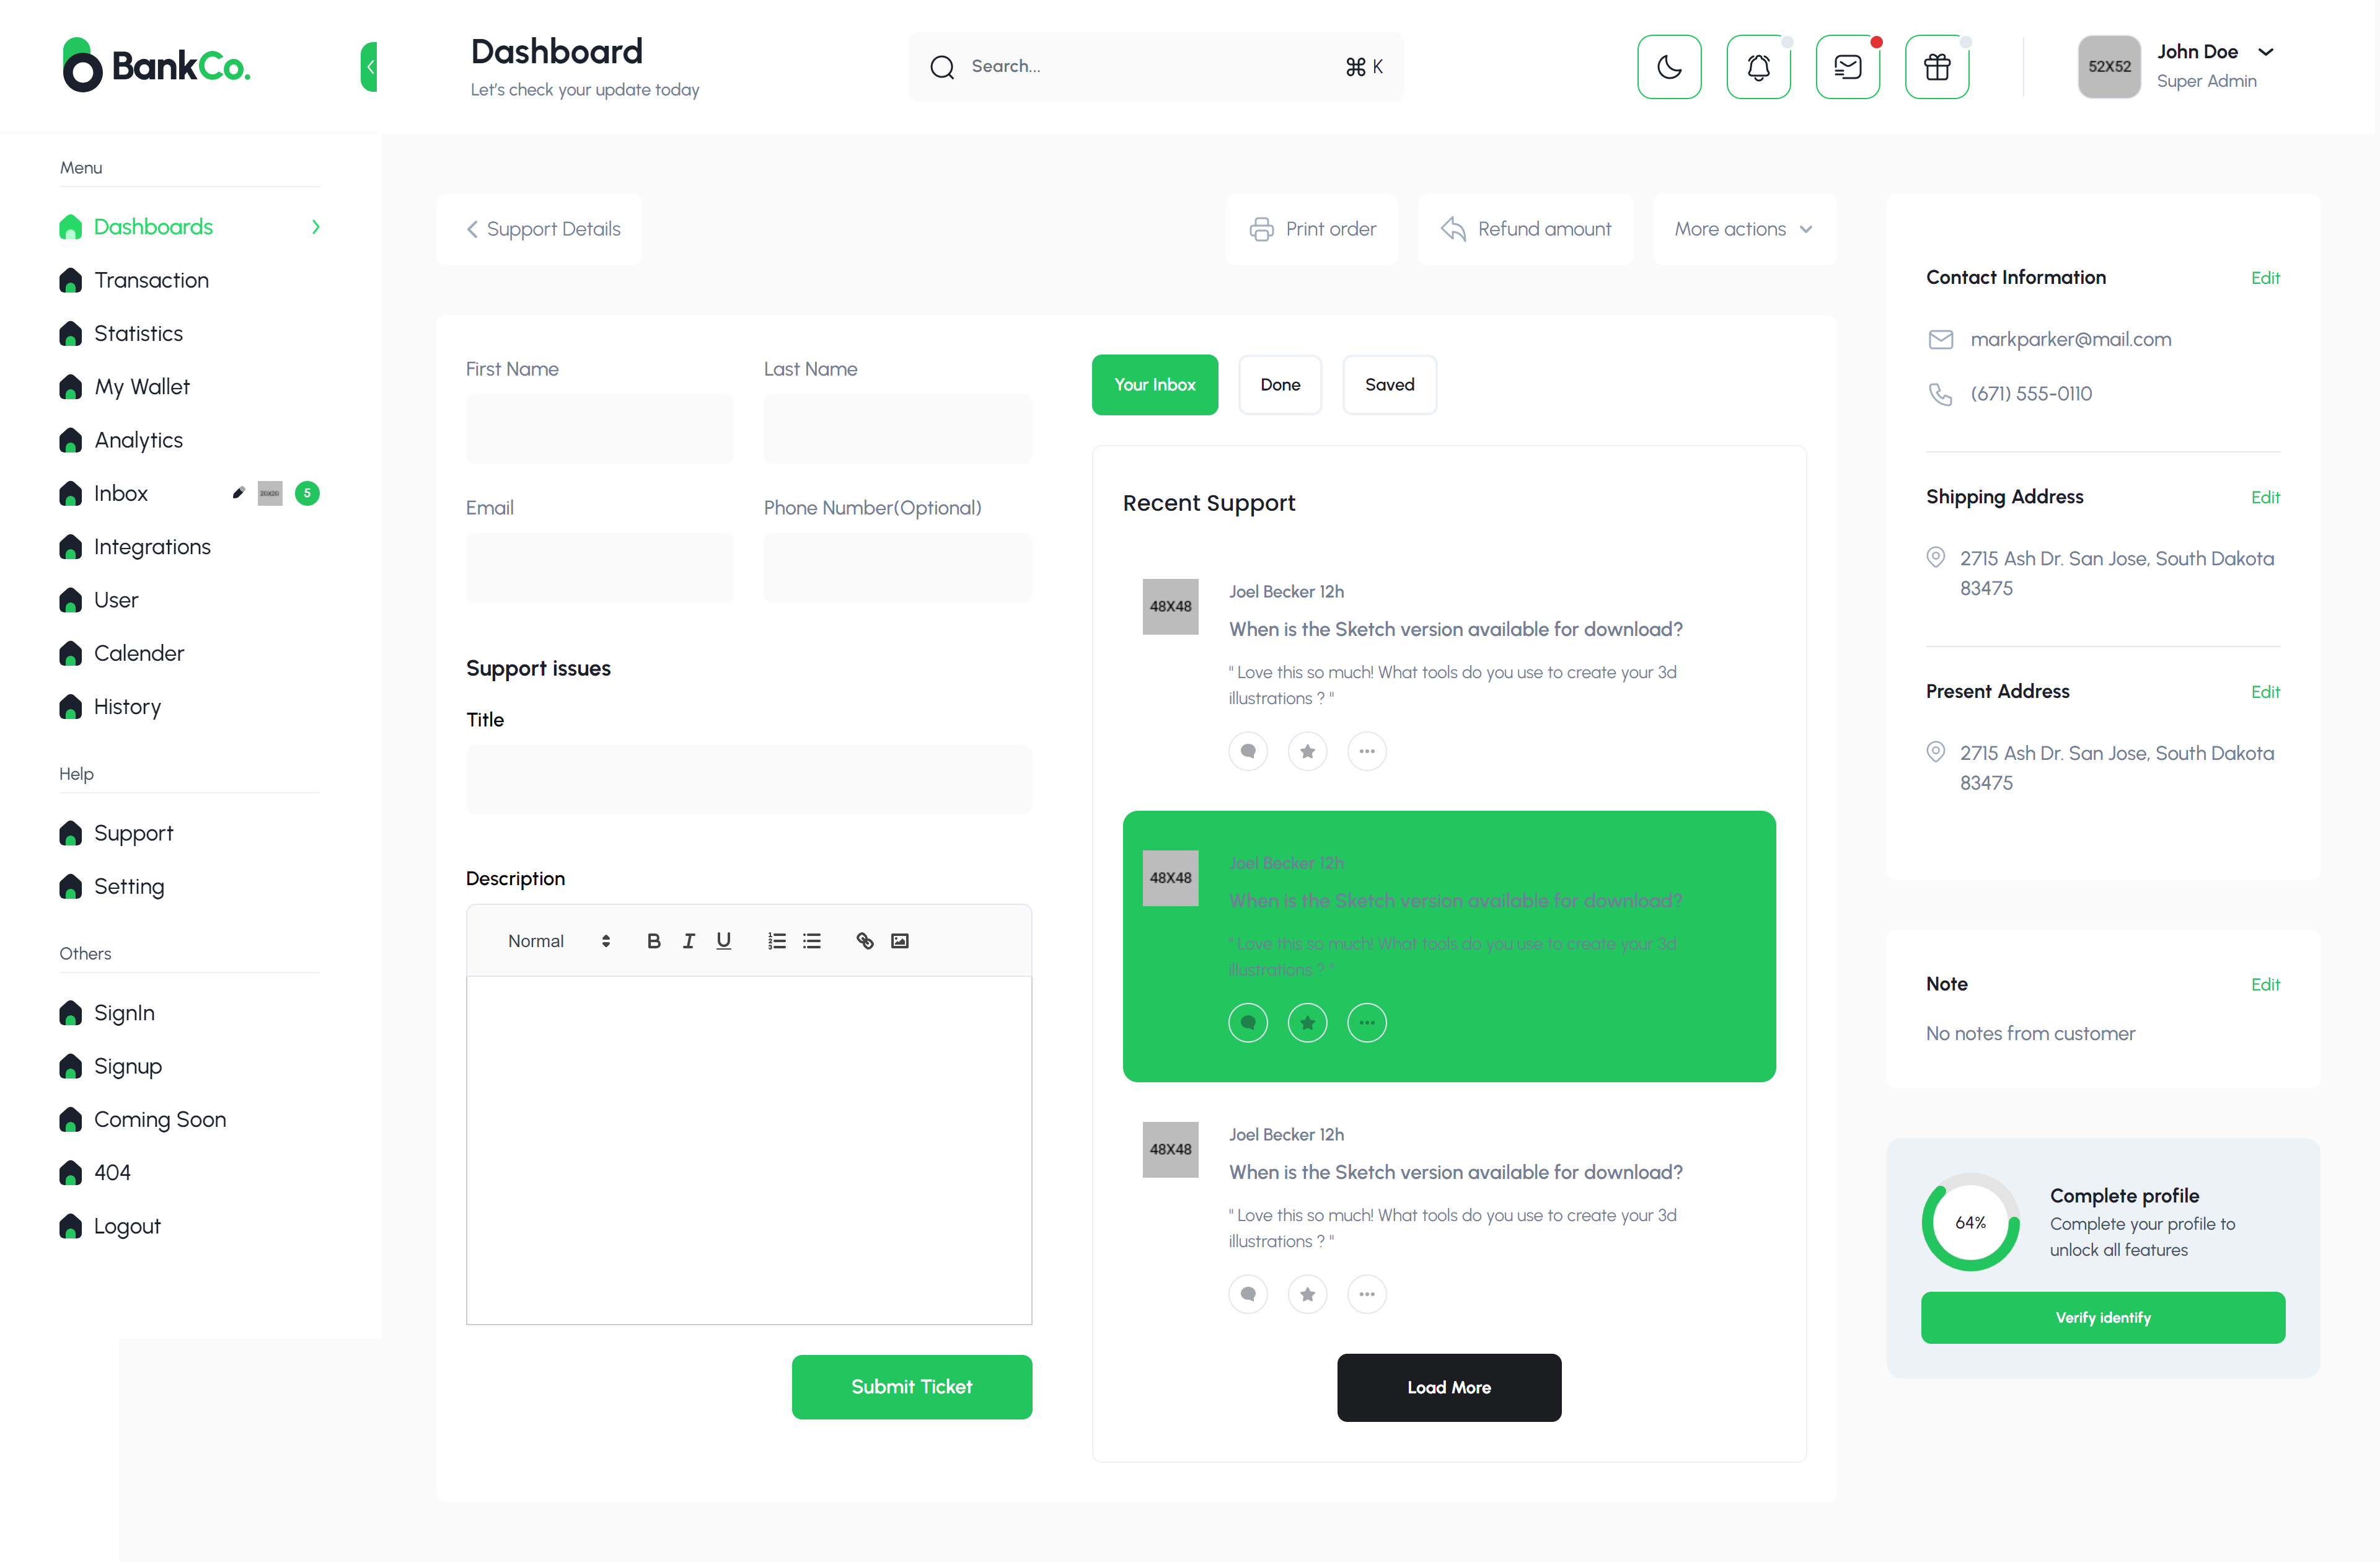 BankCo.
Dashboard
Let's check your update today
Search...
⌘ K
52X52
John Doe
Super Admin
Menu
Dashboards
Transaction
Statistics
My Wallet
Analytics
Inbox
5
Integrations
User
Calender
History
Help
Support
Setting
Others
SignIn
Signup
Coming Soon
404
Logout
Support Details
Print order
Refund amount
More actions
First Name
Last Name
Email
Phone Number(Optional)
Support issues
Title
Description
Normal
B I U
Submit Ticket
Your Inbox
Done
Saved
Recent Support
48X48
Joel Becker 12h
When is the Sketch version available for download?
" Love this so much! What tools do you use to create your 3d
illustrations ? "
48X48
Joel Becker 12h
When is the Sketch version available for download?
" Love this so much! What tools do you use to create your 3d
illustrations ? "
48X48
Joel Becker 12h
When is the Sketch version available for download?
" Love this so much! What tools do you use to create your 3d
illustrations ? "
Load More
Contact Information
Edit
markparker@mail.com
(671) 555-0110
Shipping Address
Edit
2715 Ash Dr. San Jose, South Dakota
83475
Present Address
Edit
2715 Ash Dr. San Jose, South Dakota
83475
Note
Edit
No notes from customer
64%
Complete profile
Complete your profile to
unlock all features
Verify identify